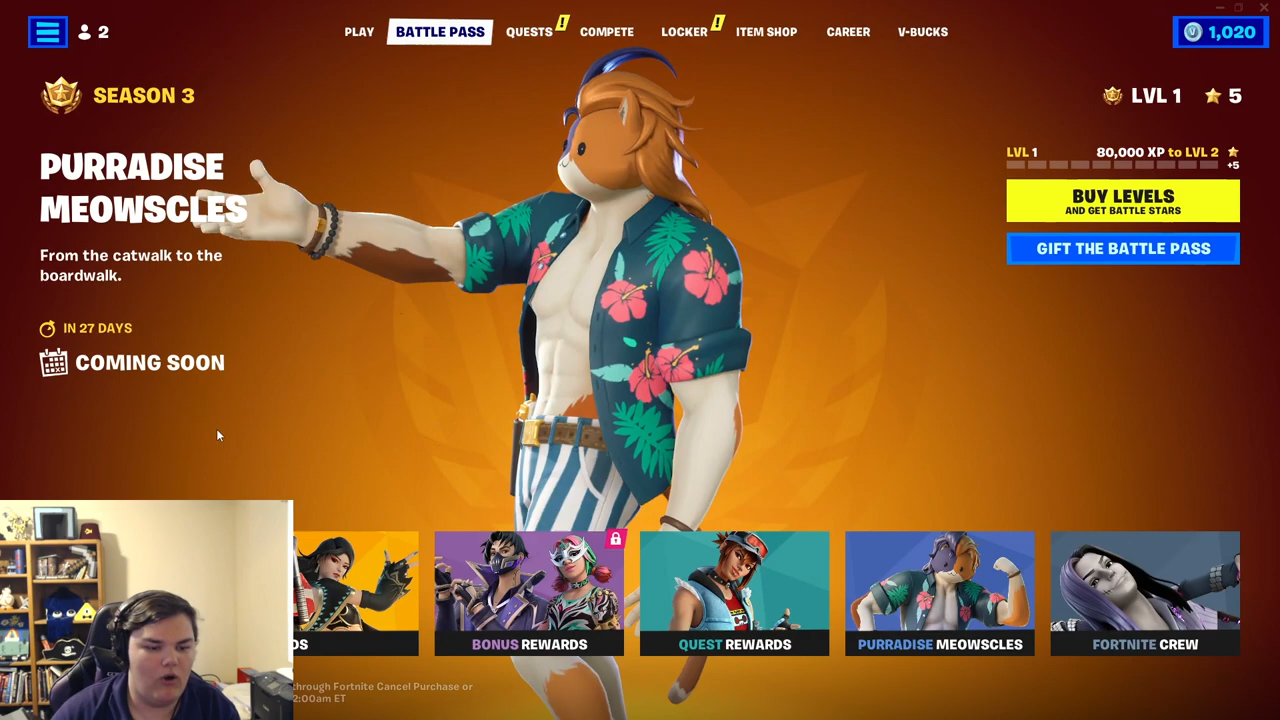 2
PLAY
BATTLE PASS
QUESTS !
COMPETE
LOCKER !
ITEM SHOP
CAREER
V-BUCKS
1,020
SEASON 3
LVL 1 5
PURRADISE
MEOWSCLES
From the catwalk to the
boardwalk.
IN 27 DAYS
COMING SOON
LVL 1 80,000 XP to LVL 2
+5
BUY LEVELS
AND GET BATTLE STARS
GIFT THE BATTLE PASS
DS
BONUS REWARDS
QUEST REWARDS
PURRADISE MEOWSCLES
FORTNITE CREW
through Fortnite Cancel Purchase or
2:00am ET